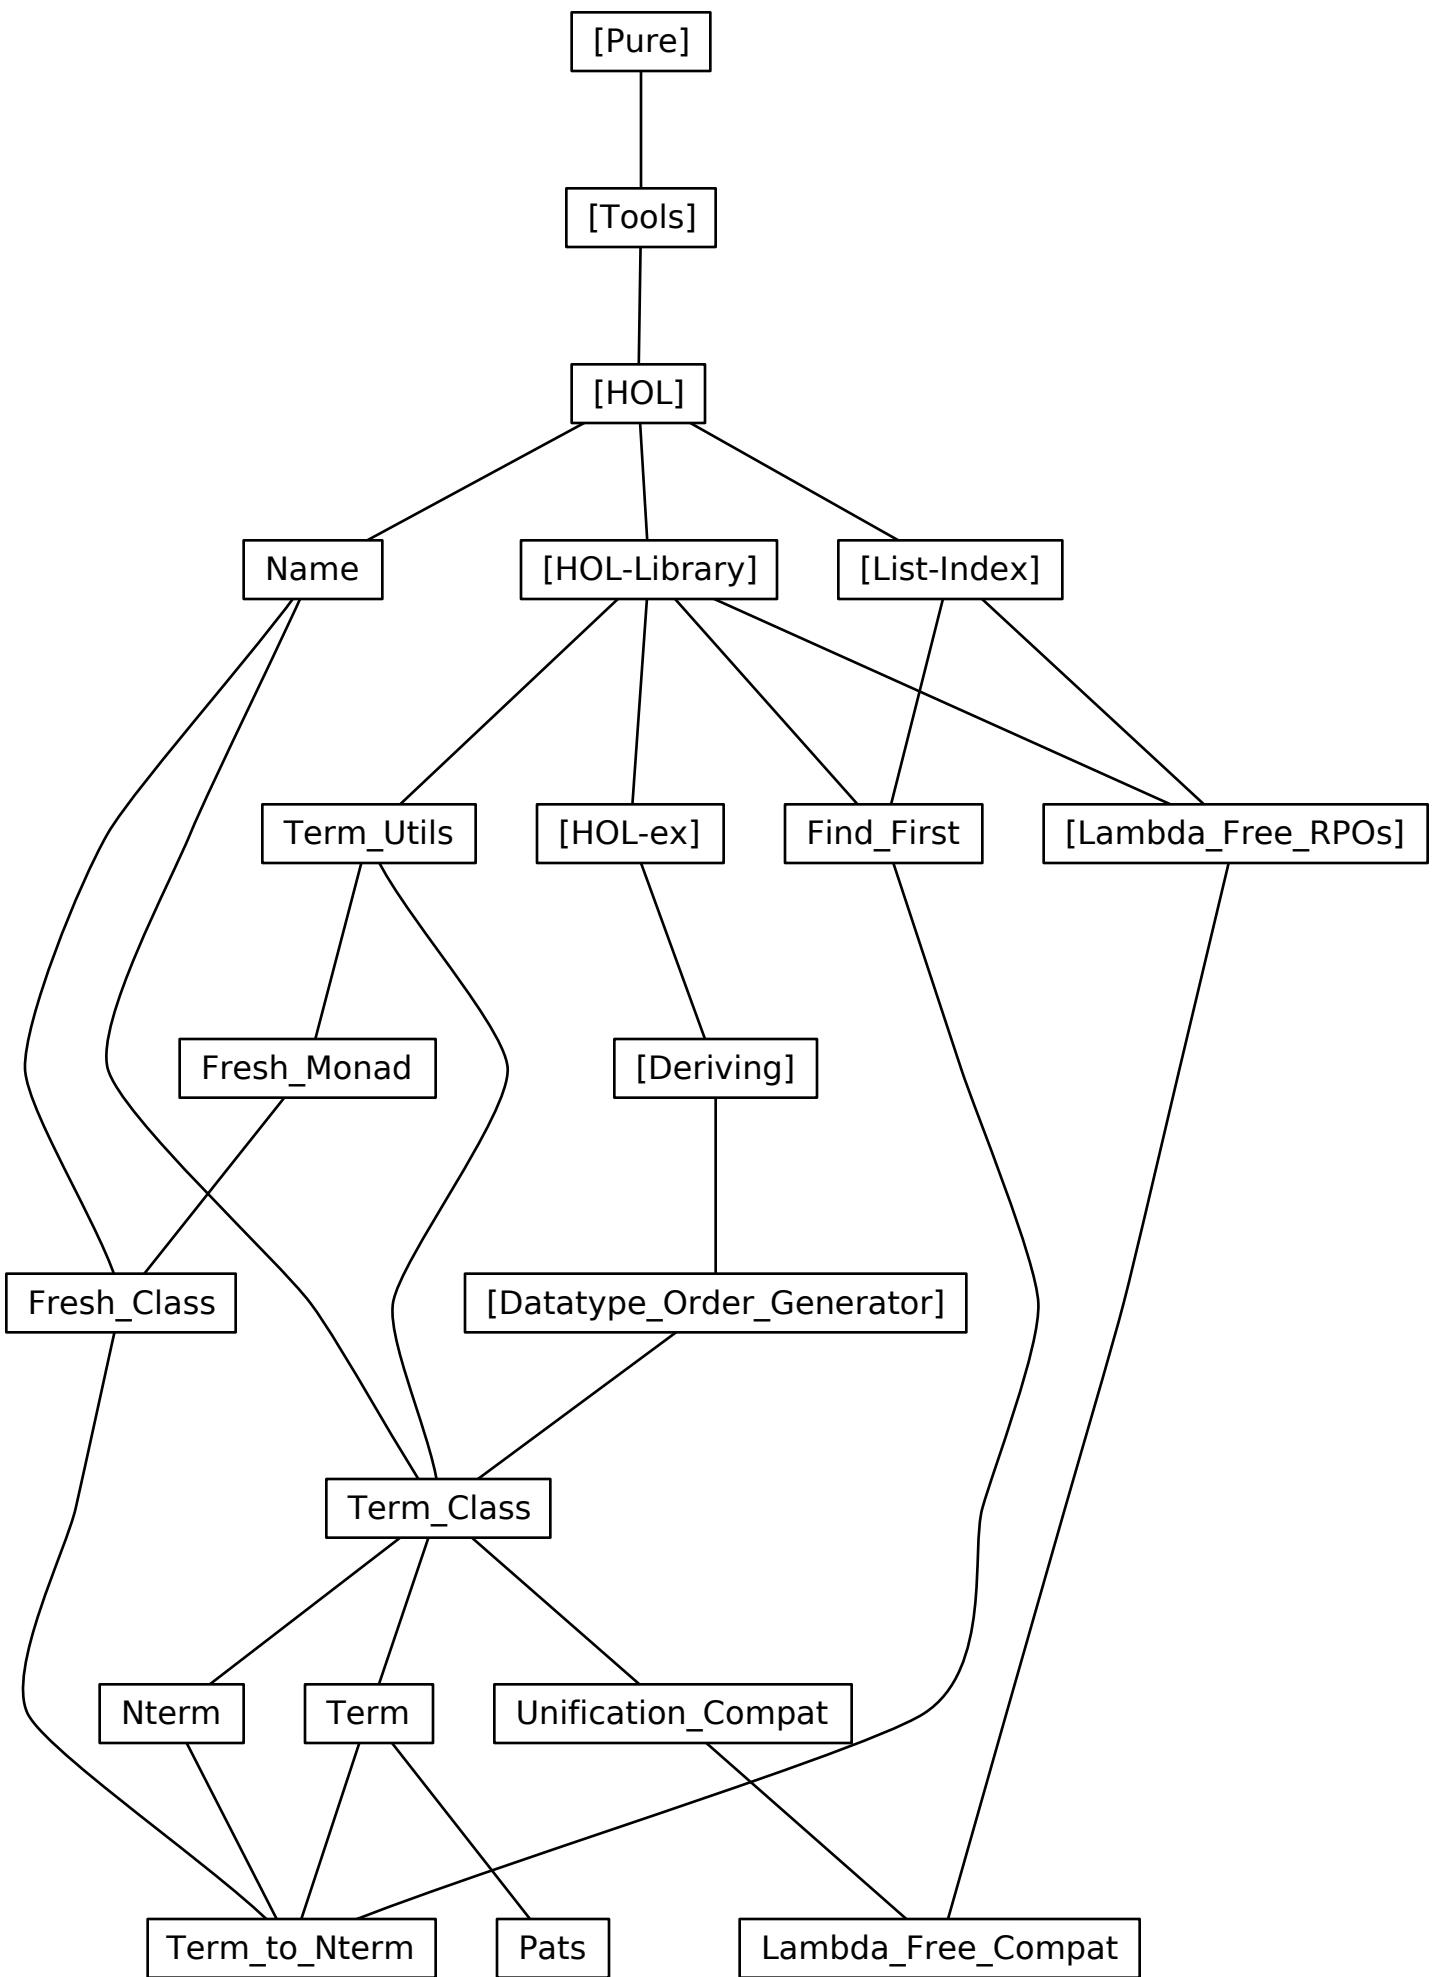 [Pure]
[Tools]
[HOL]
Name
[HOL-Library]
[List-Index]
Term_Utils
[HOL-ex]
Find_First
[Lambda_Free_RPOs]
Fresh_Monad
[Deriving]
Fresh_Class
[Datatype_Order_Generator]
Term_Class
Nterm
Term
Unification_Compat
Term_to_Nterm
Pats
Lambda_Free_Compat